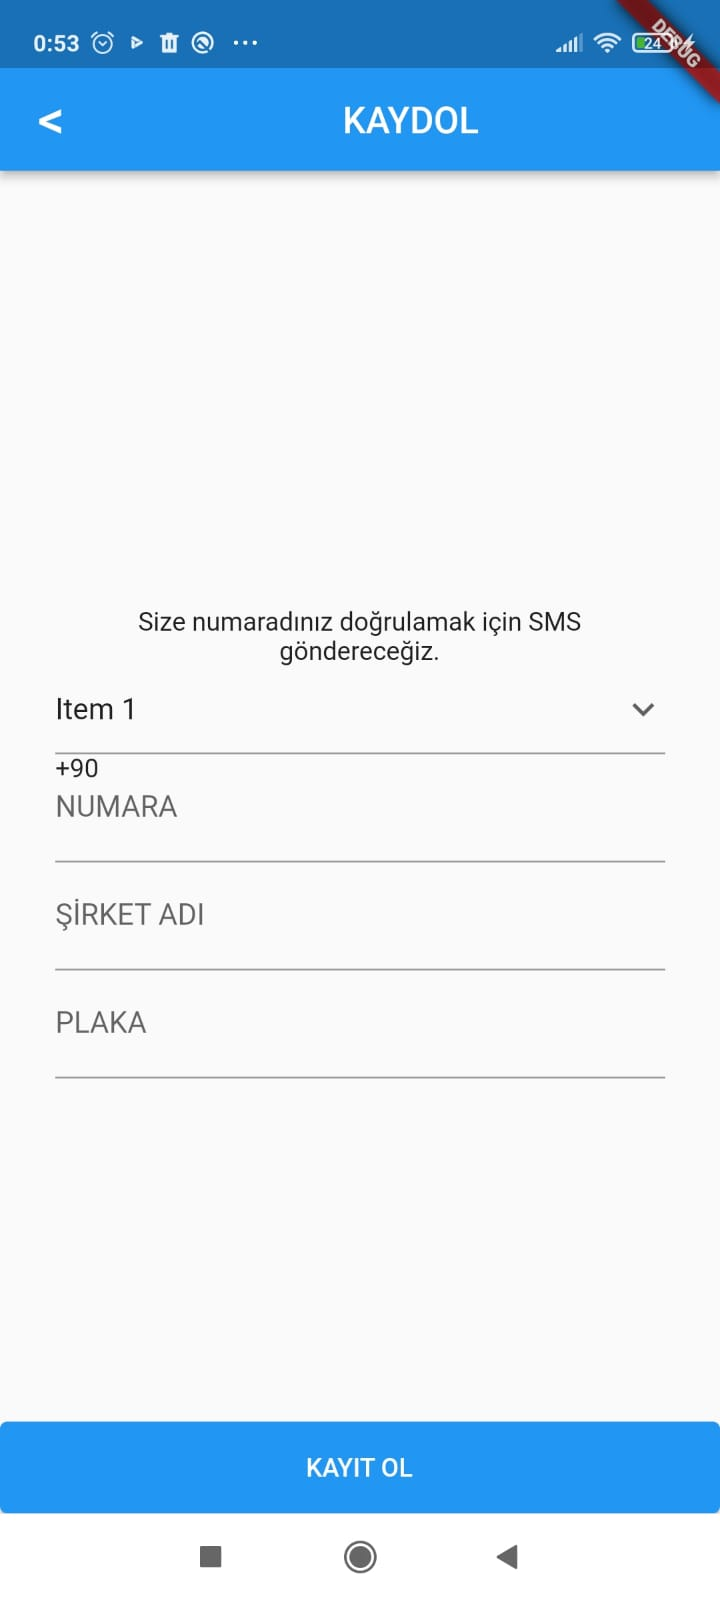 0:53
24
DEBUG
< KAYDOL
Size numaradınız doğrulamak için SMS
göndereceğiz.
Item 1
+90
NUMARA
ŞİRKET ADI
PLAKA
KAYIT OL